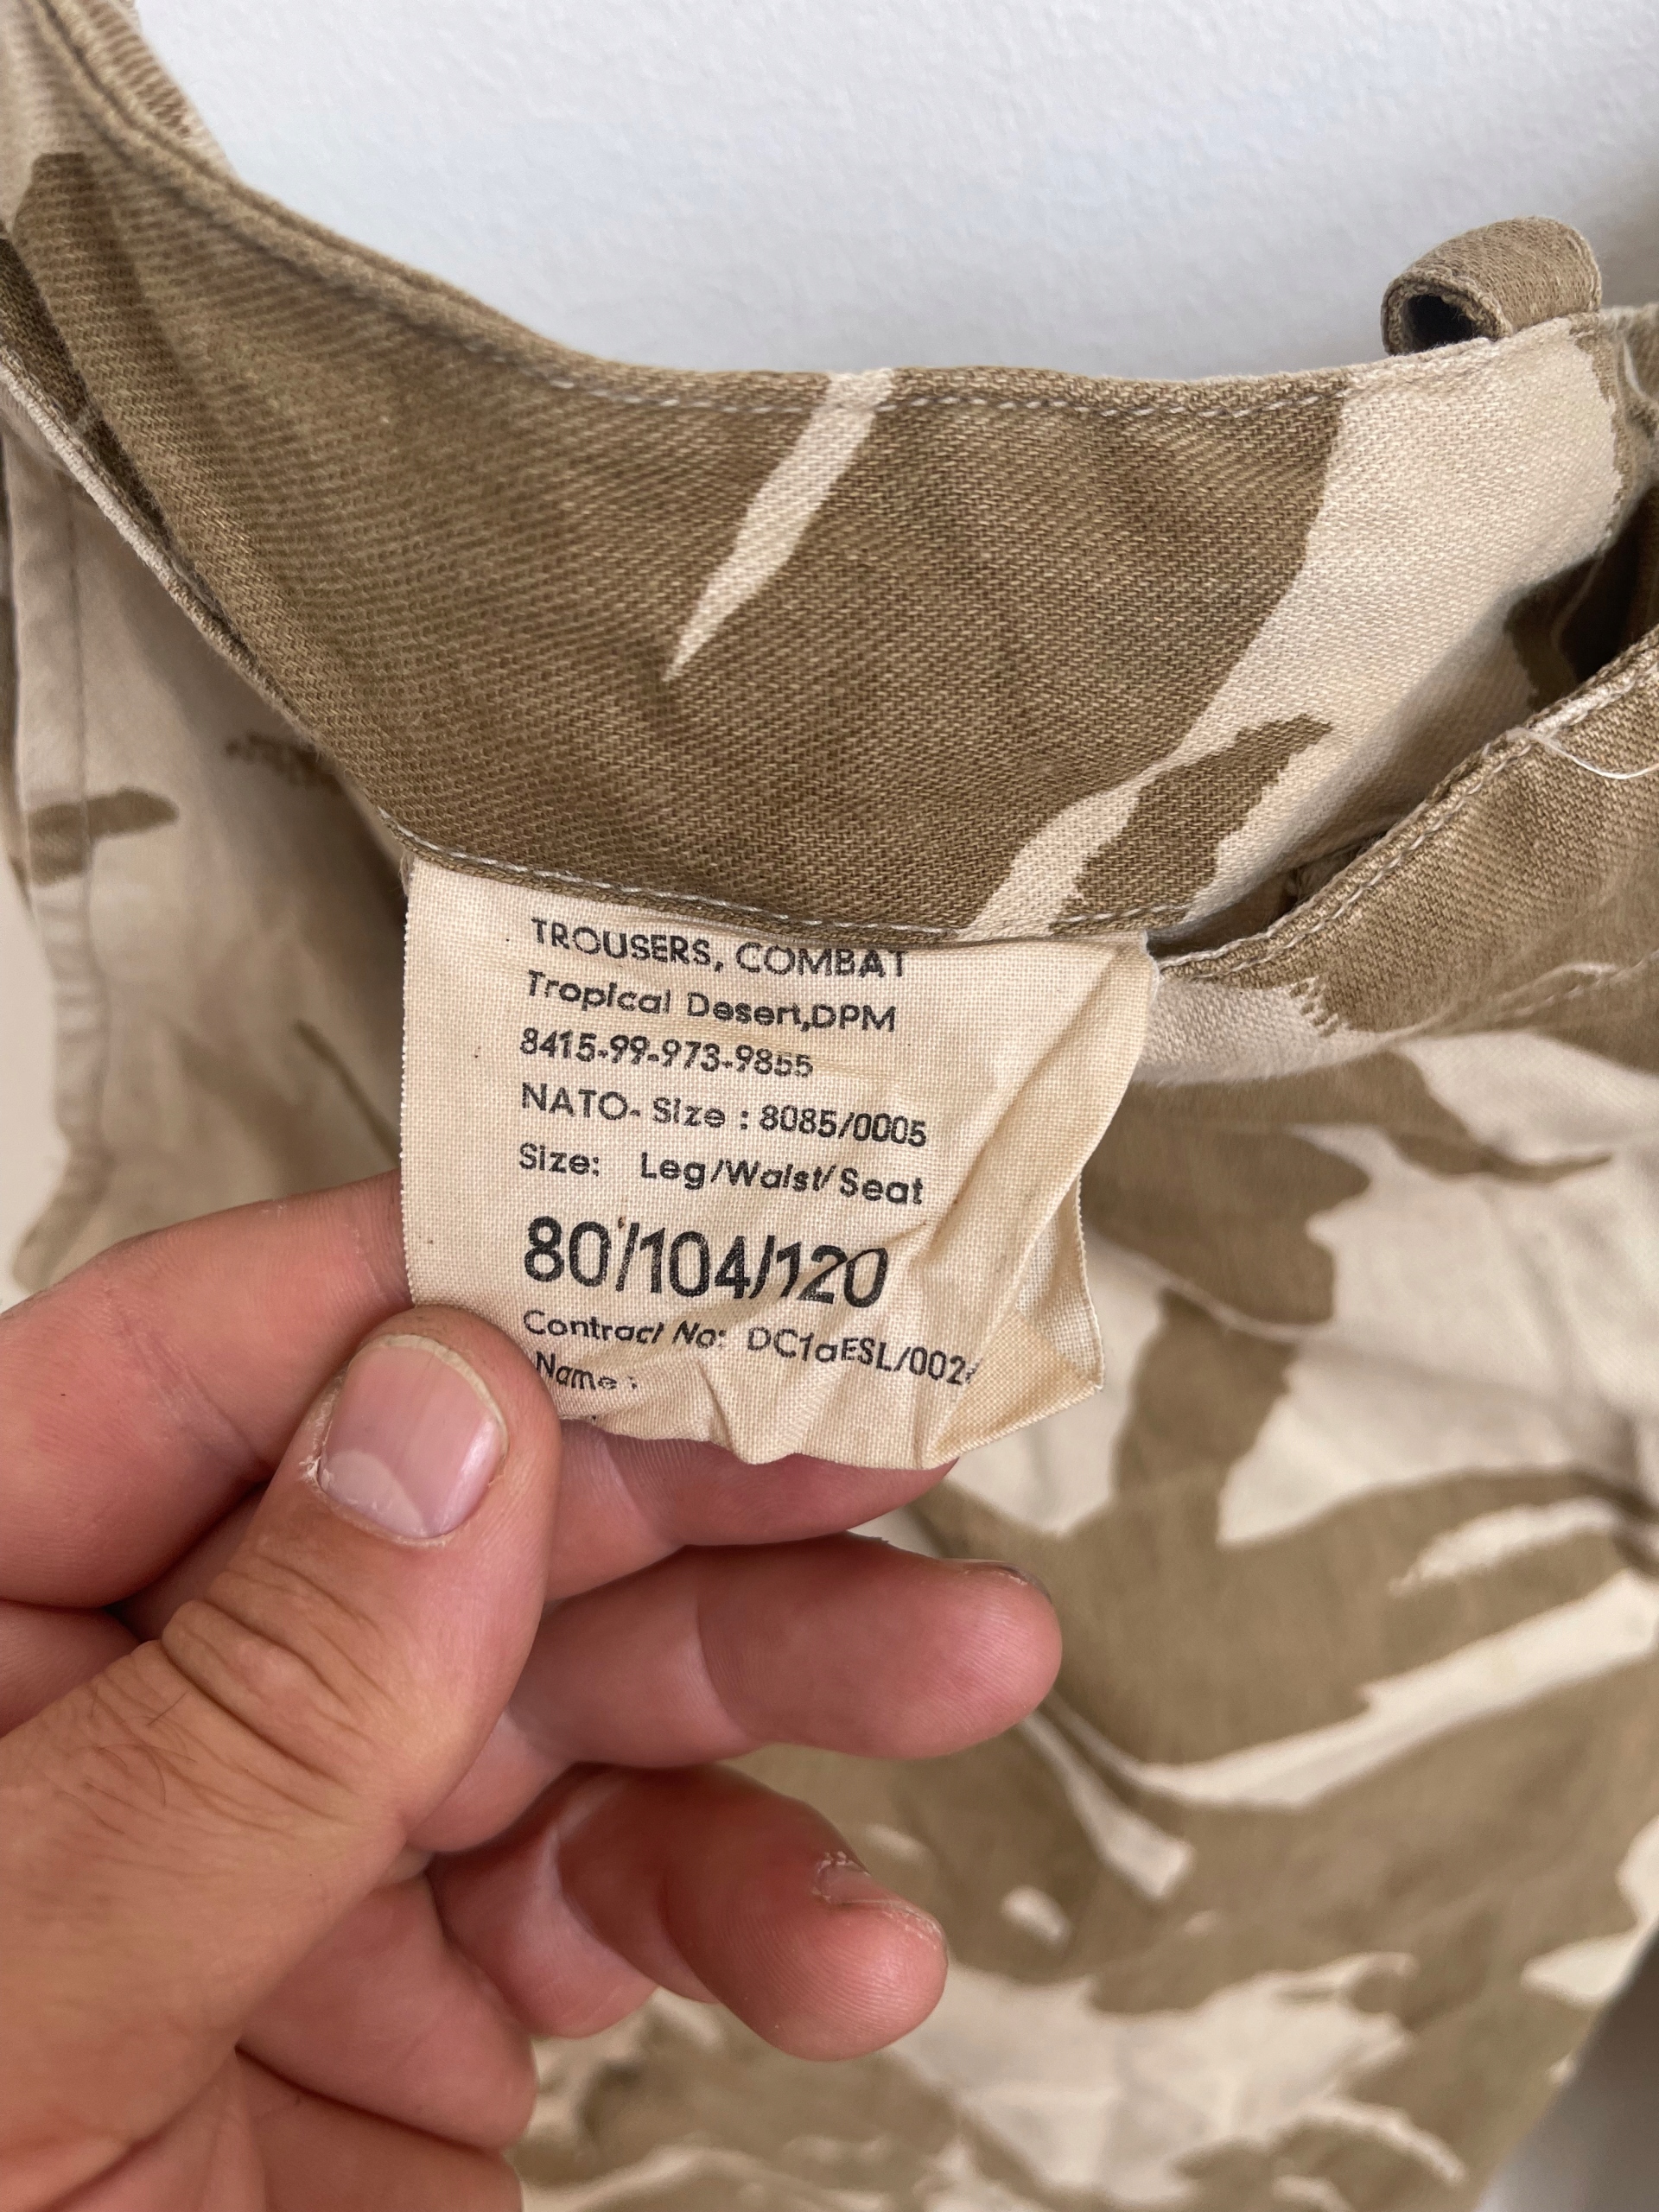 TROUSERS, COMBAT
Tropical Desert,DPM
8415-99-973-9855
NATO- Size : 8085/0005
Size: Leg/Waist/Seat
80/104/120
Contract No: DC1aESL/002
Name :